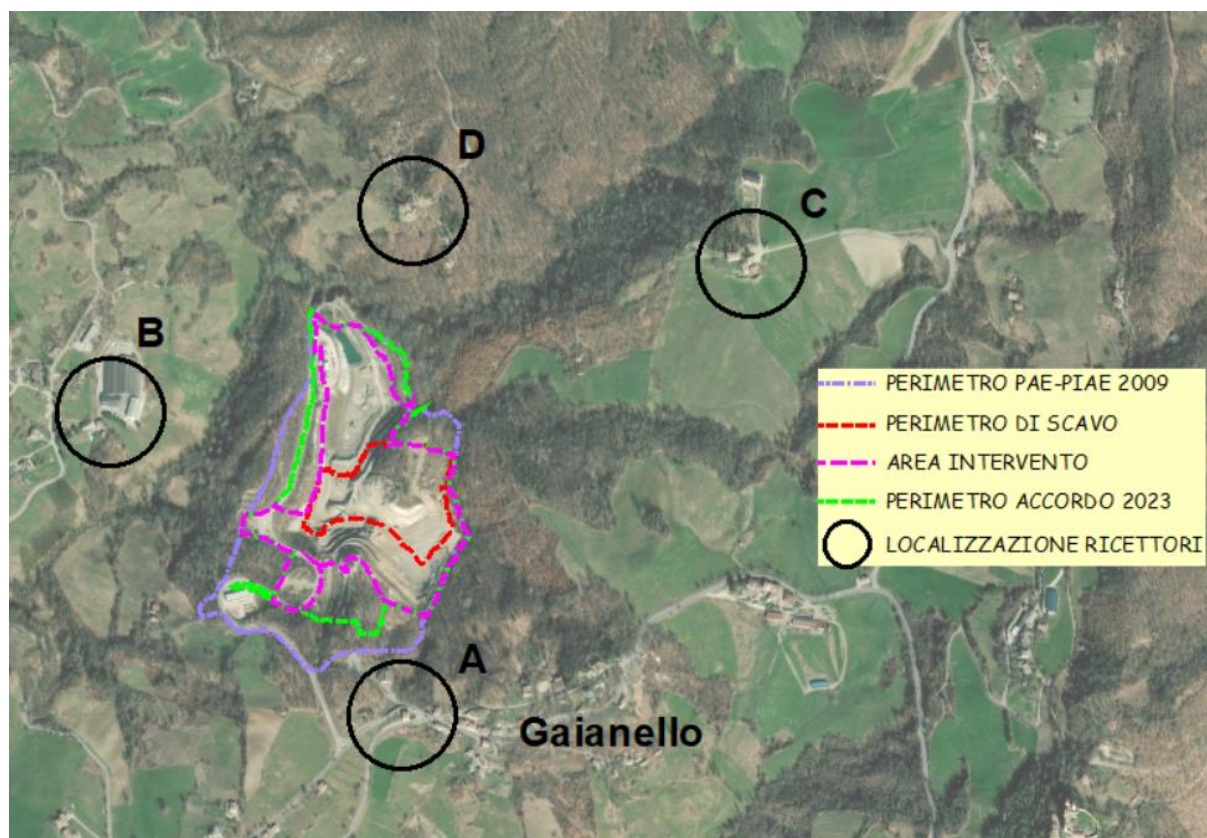 D
C
B
PERIMETRO PAE-PIAE 2009
PERIMETRO DI SCAVO
AREA INTERVENTO
PERIMETRO ACCORDO 2023
LOCALIZZAZIONE RICETTORI
A
Gaianello